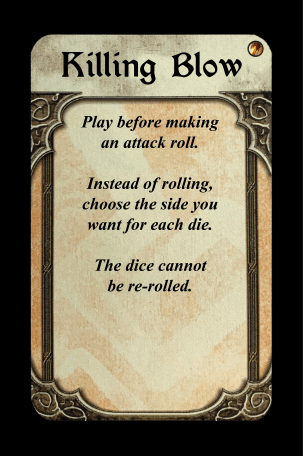 Killing Blow
Play before making
an attack roll.
Instead of rolling,
choose the side you
want for each die.
The dice cannot
be re-rolled.